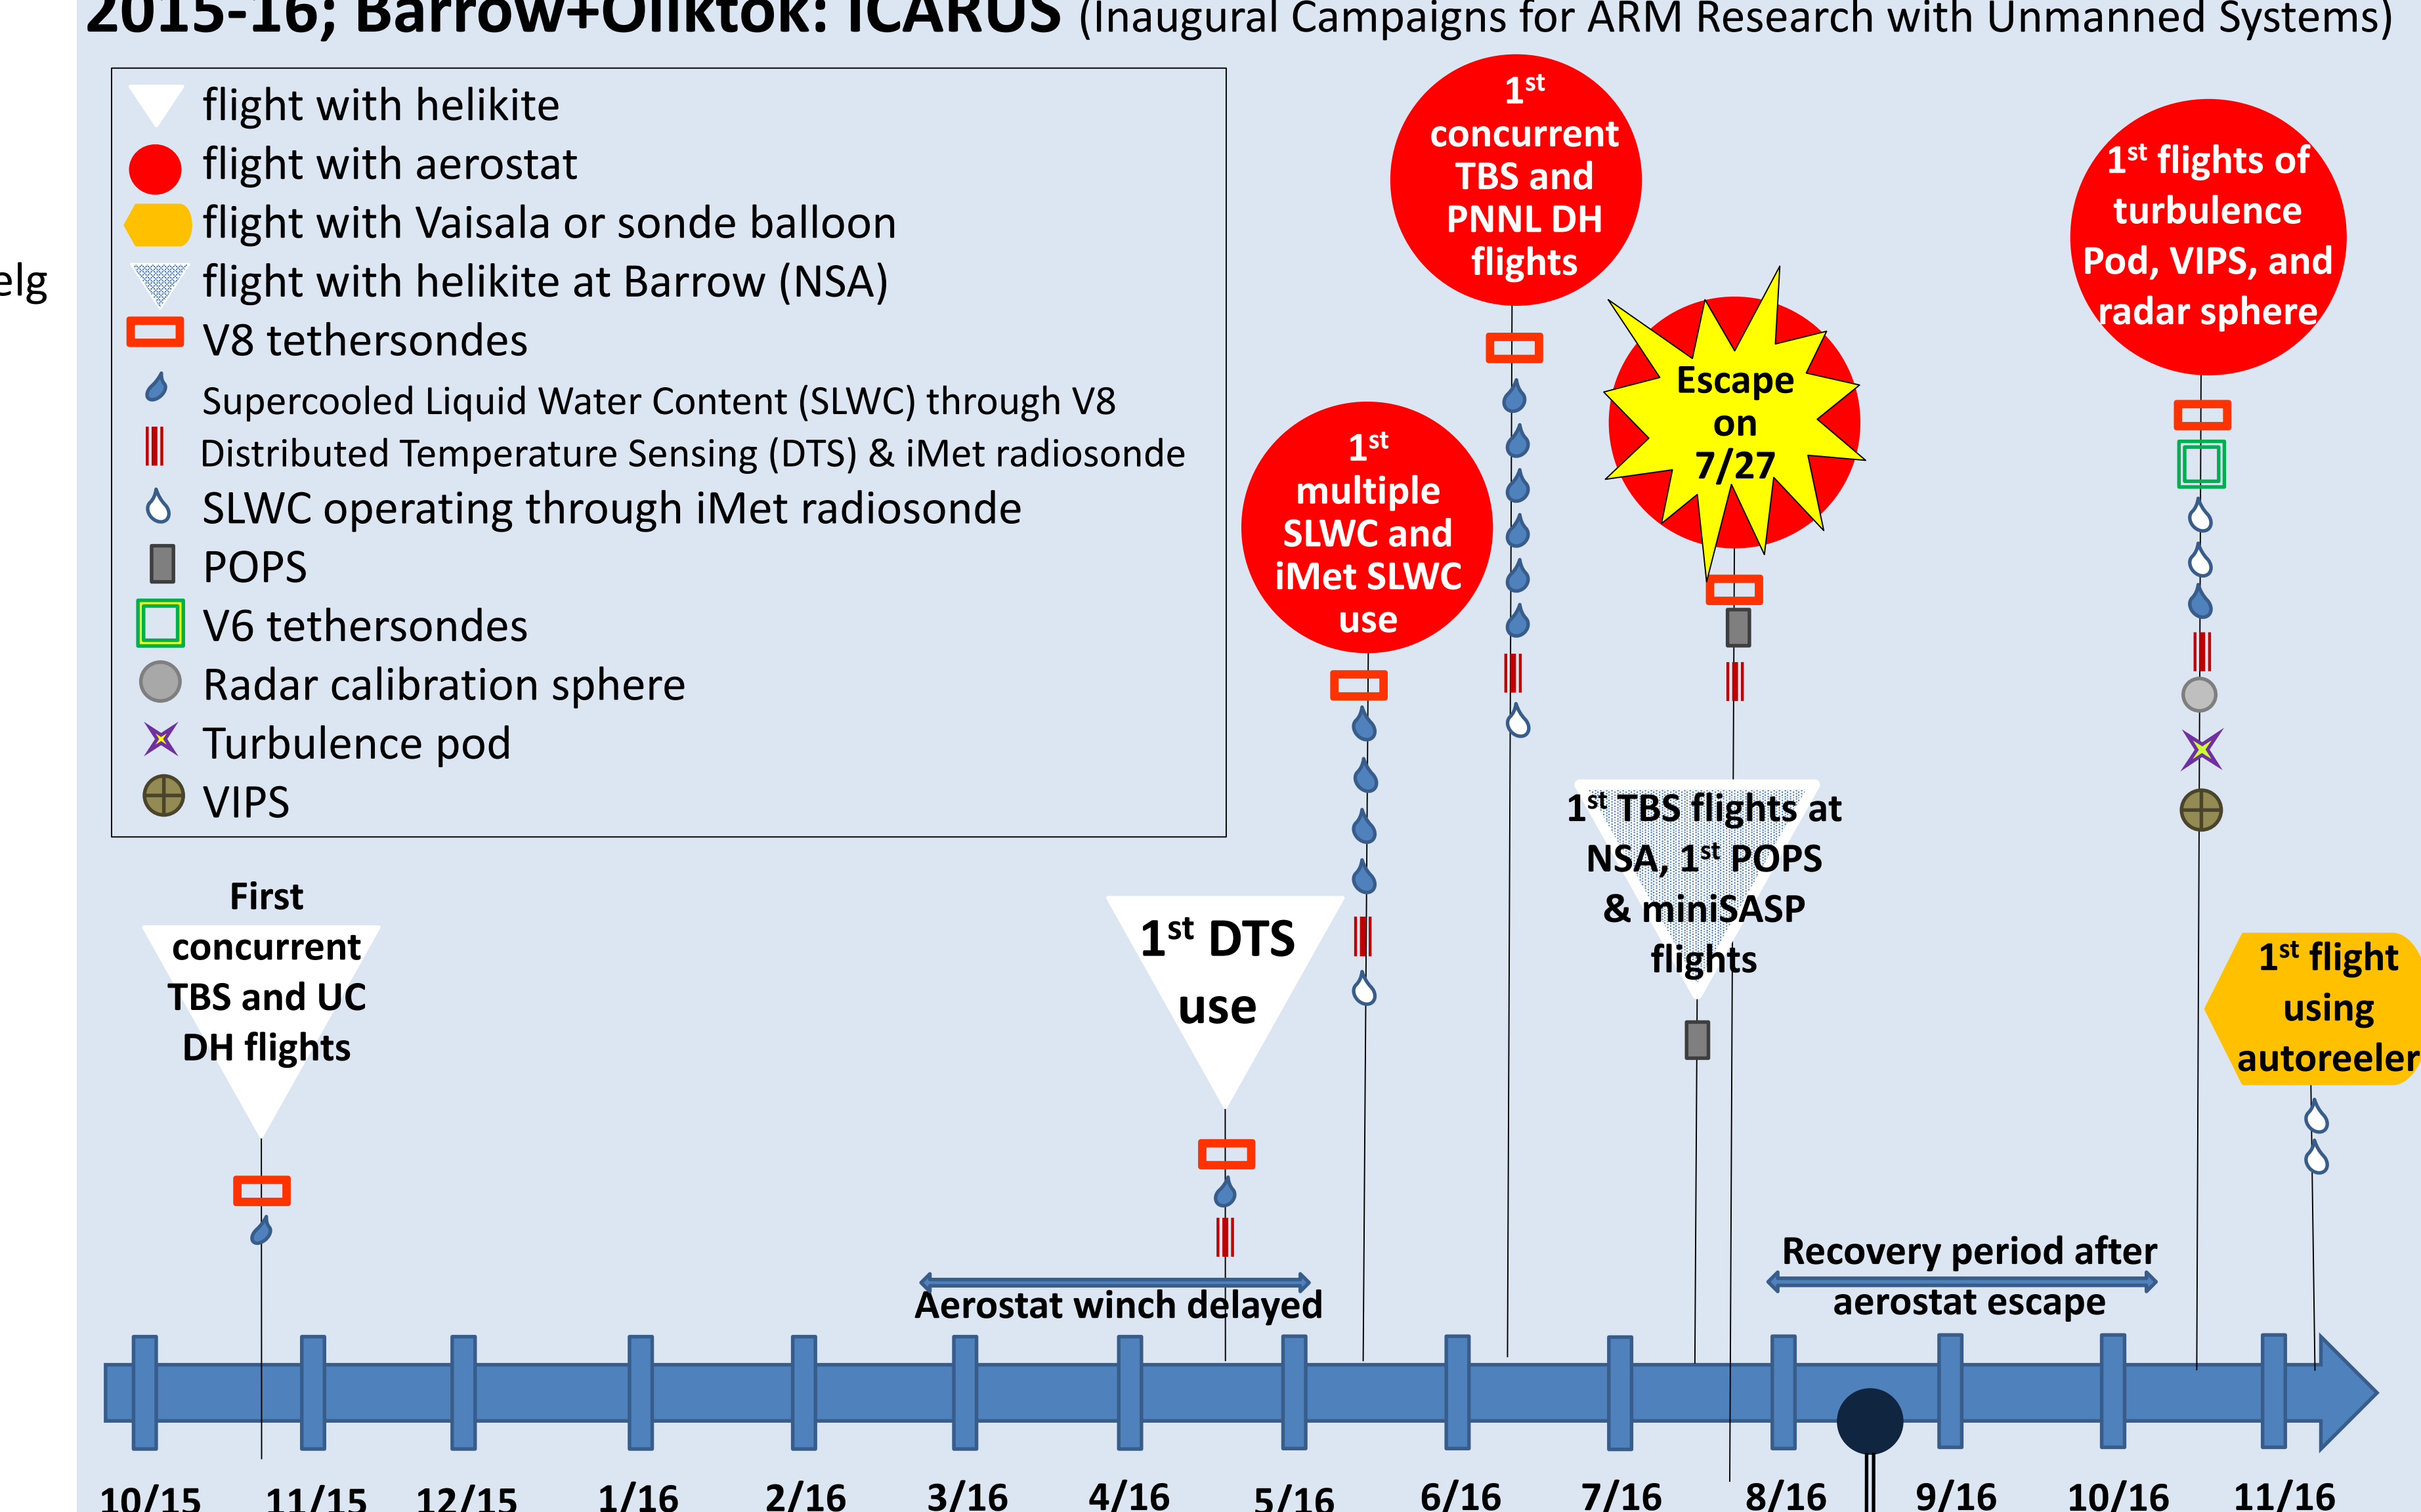 2015-16; Barrow+Oliktok: ICARUS (Inaugural Campaigns for ARM Research with Unmanned Systems)
flight with helikite
flight with aerostat
flight with Vaisala or sonde balloon
flight with helikite at Barrow (NSA)
V8 tethersondes
Supercooled Liquid Water Content (SLWC) through V8
Distributed Temperature Sensing (DTS) & iMet radiosonde
SLWC operating through iMet radiosonde
POPS
V6 tethersondes
Radar calibration sphere
Turbulence pod
VIPS
elg
First
concurrent
TBS and UC
DH flights
1st DTS
use
1st
multiple
SLWC and
iMet SLWC
use
1st
concurrent
TBS and
PNNL DH
flights
Escape
on
7/27
1st TBS flights at
NSA, 1st POPS
& miniSASP
flights
1st flights of
turbulence
Pod, VIPS, and
radar sphere
1st flight
using
autoreeler
Aerostat winch delayed
Recovery period after
aerostat escape
10/15 11/15 12/15 1/16 2/16 3/16 4/16 5/16 6/16 7/16 8/16 9/16 10/16 11/16